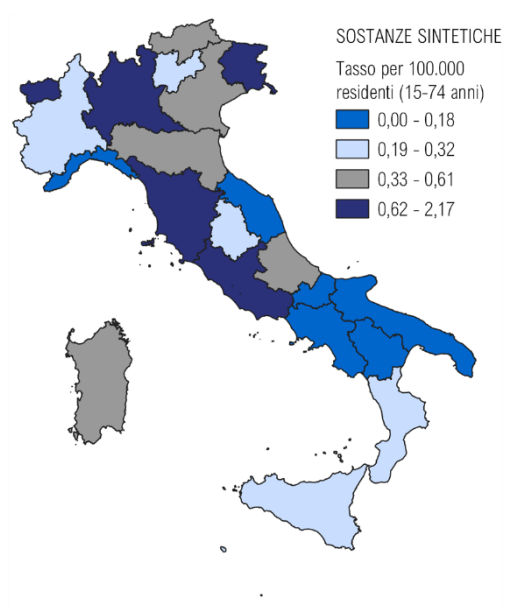 SOSTANZE SINTETICHE
Tasso per 100.000
residenti (15-74 anni)
0,00 - 0,18
0,19 - 0,32
0,33 - 0,61
0,62 - 2,17